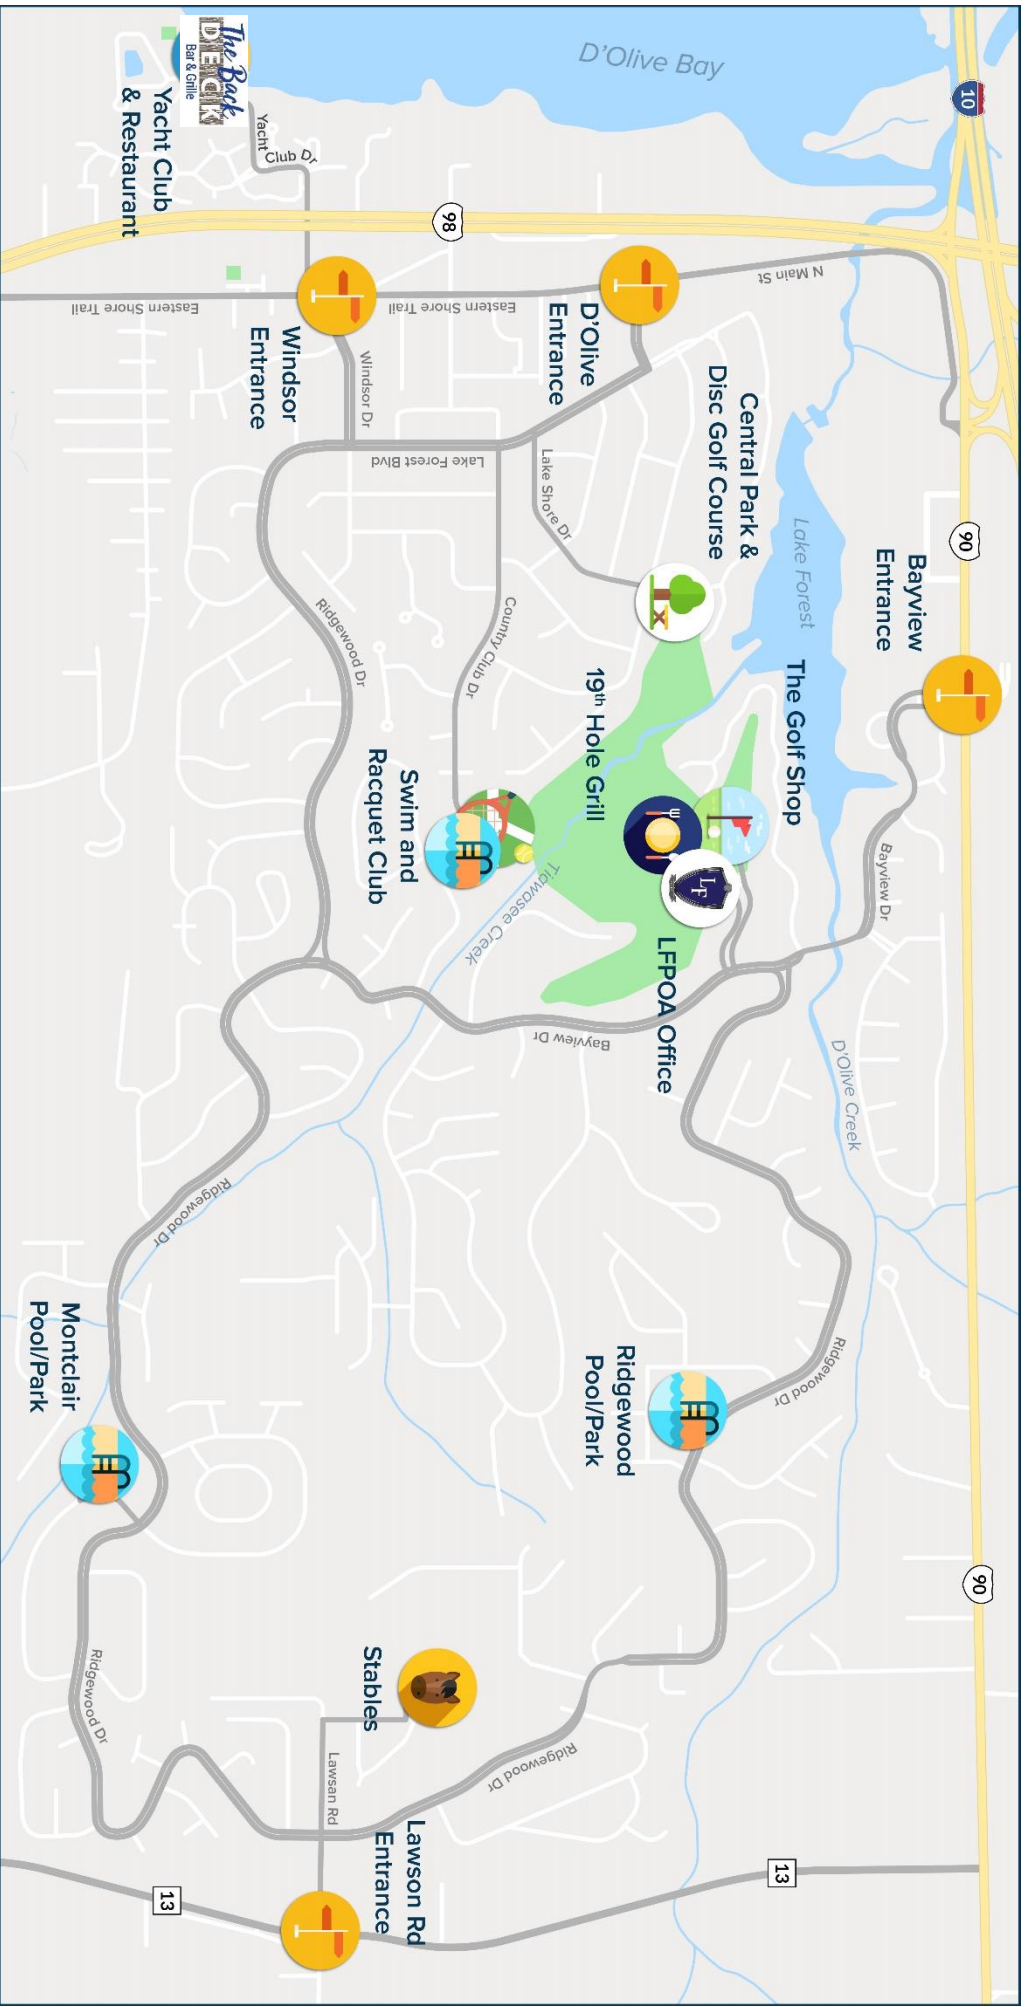 D'Olive Bay
10
The Back
DECK
Bar & Grille
Yacht Club
& Restaurant
Yacht
Club Dr
98
90
N Main St
Eastern Shore Trail
Eastern Shore Trail
Windsor
Entrance
D'Olive
Entrance
Bayview
Entrance
Windsor Dr
Lake Forest Blvd
Lake Shore Dr
Central Park &
Disc Golf Course
Lake Forest
Country Club Dr
Ridgewood Dr
The Golf Shop
19th Hole Grill
Swim and
Racquet Club
LF
LFPOA Office
Tiawasee Creek
Bayview Dr
Bayview Dr
D'Olive Creek
Ridgewood Dr
Ridgewood Dr
Ridgewood
Pool/Park
Montclair
Pool/Park
90
Stables
Ridgewood Dr
Ridgewood Dr
Lawsan Rd
Lawson Rd
Entrance
13
13